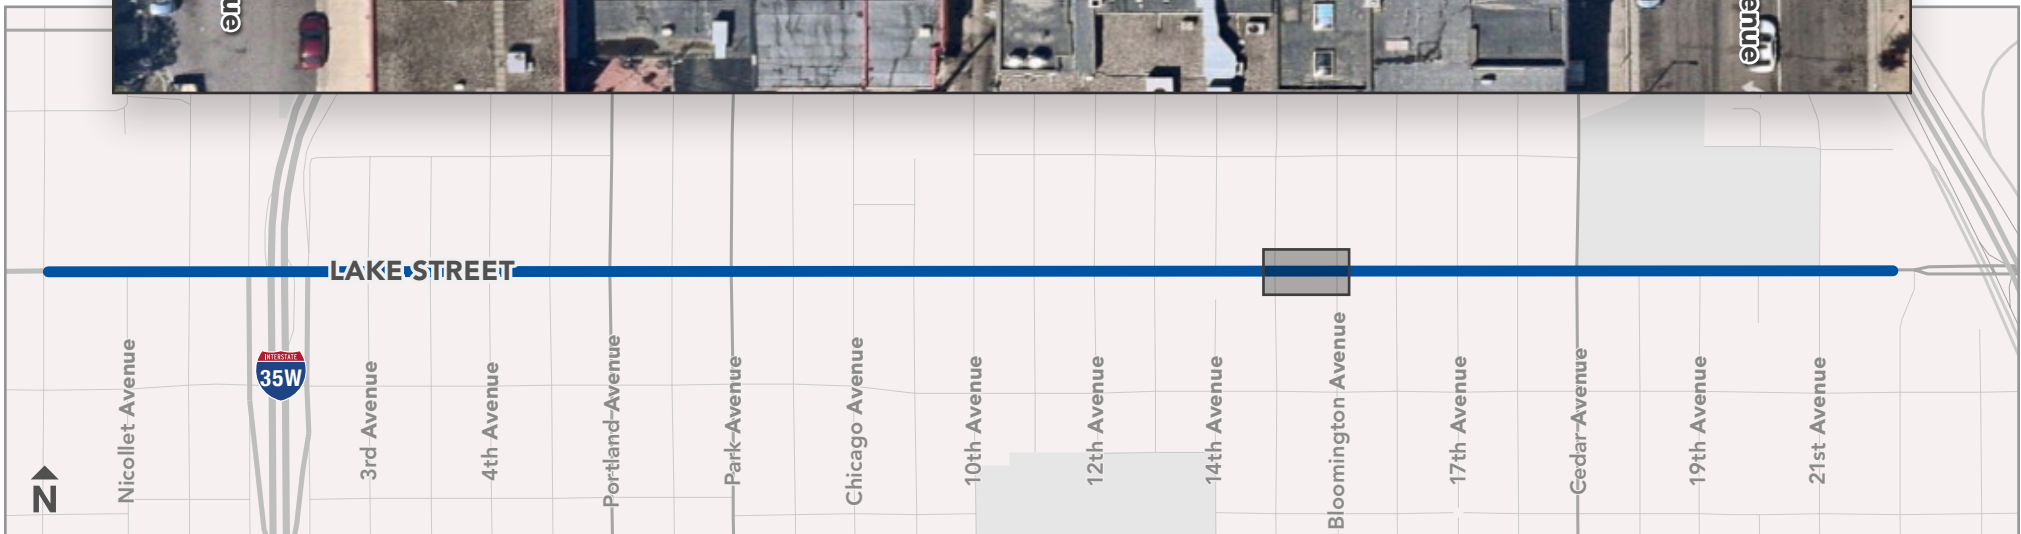 LAKE STREET
INTERSTATE
35W
Nicollet Avenue
3rd Avenue
4th Avenue
Portland Avenue
Park Avenue
Chicago Avenue
10th Avenue
12th Avenue
14th Avenue
Bloomington Avenue
17th Avenue
Cedar Avenue
19th Avenue
21st Avenue
N